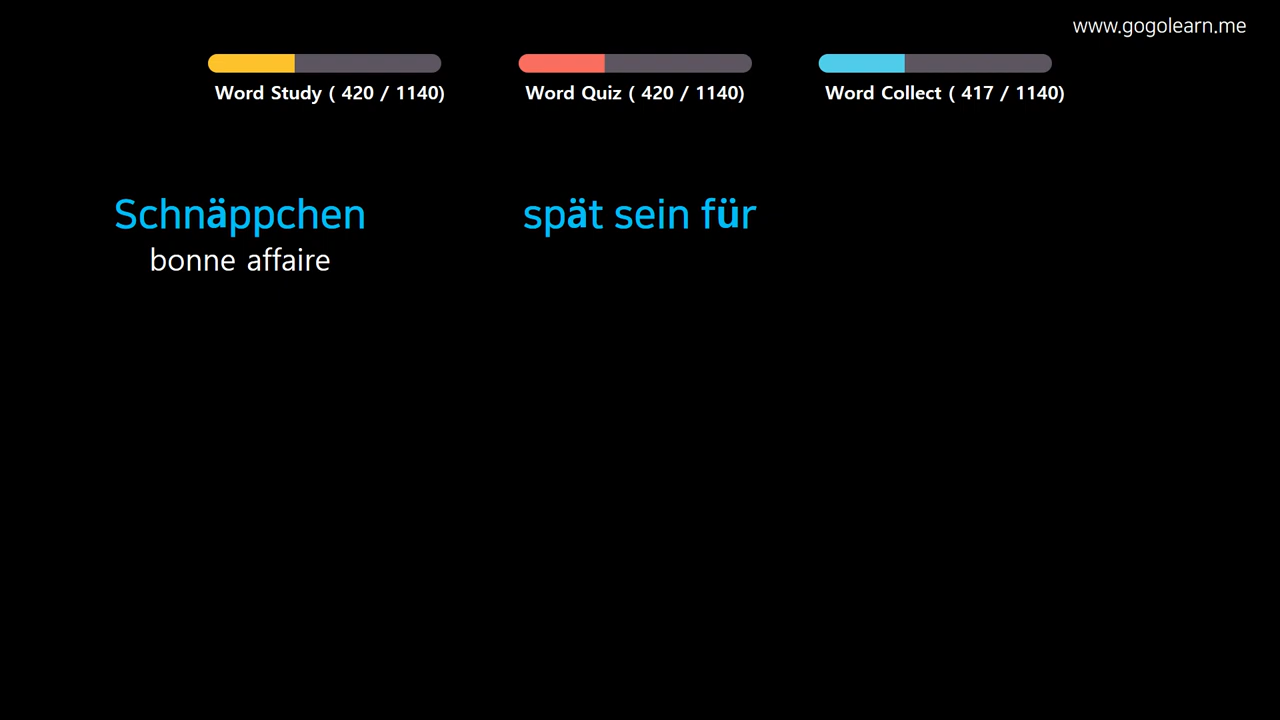 www.gogolearn.me
Word Study ( 420 / 1140)
Word Quiz ( 420 / 1140)
Word Collect ( 417 / 1140)
Schnäppchen
bonne affaire
spät sein für